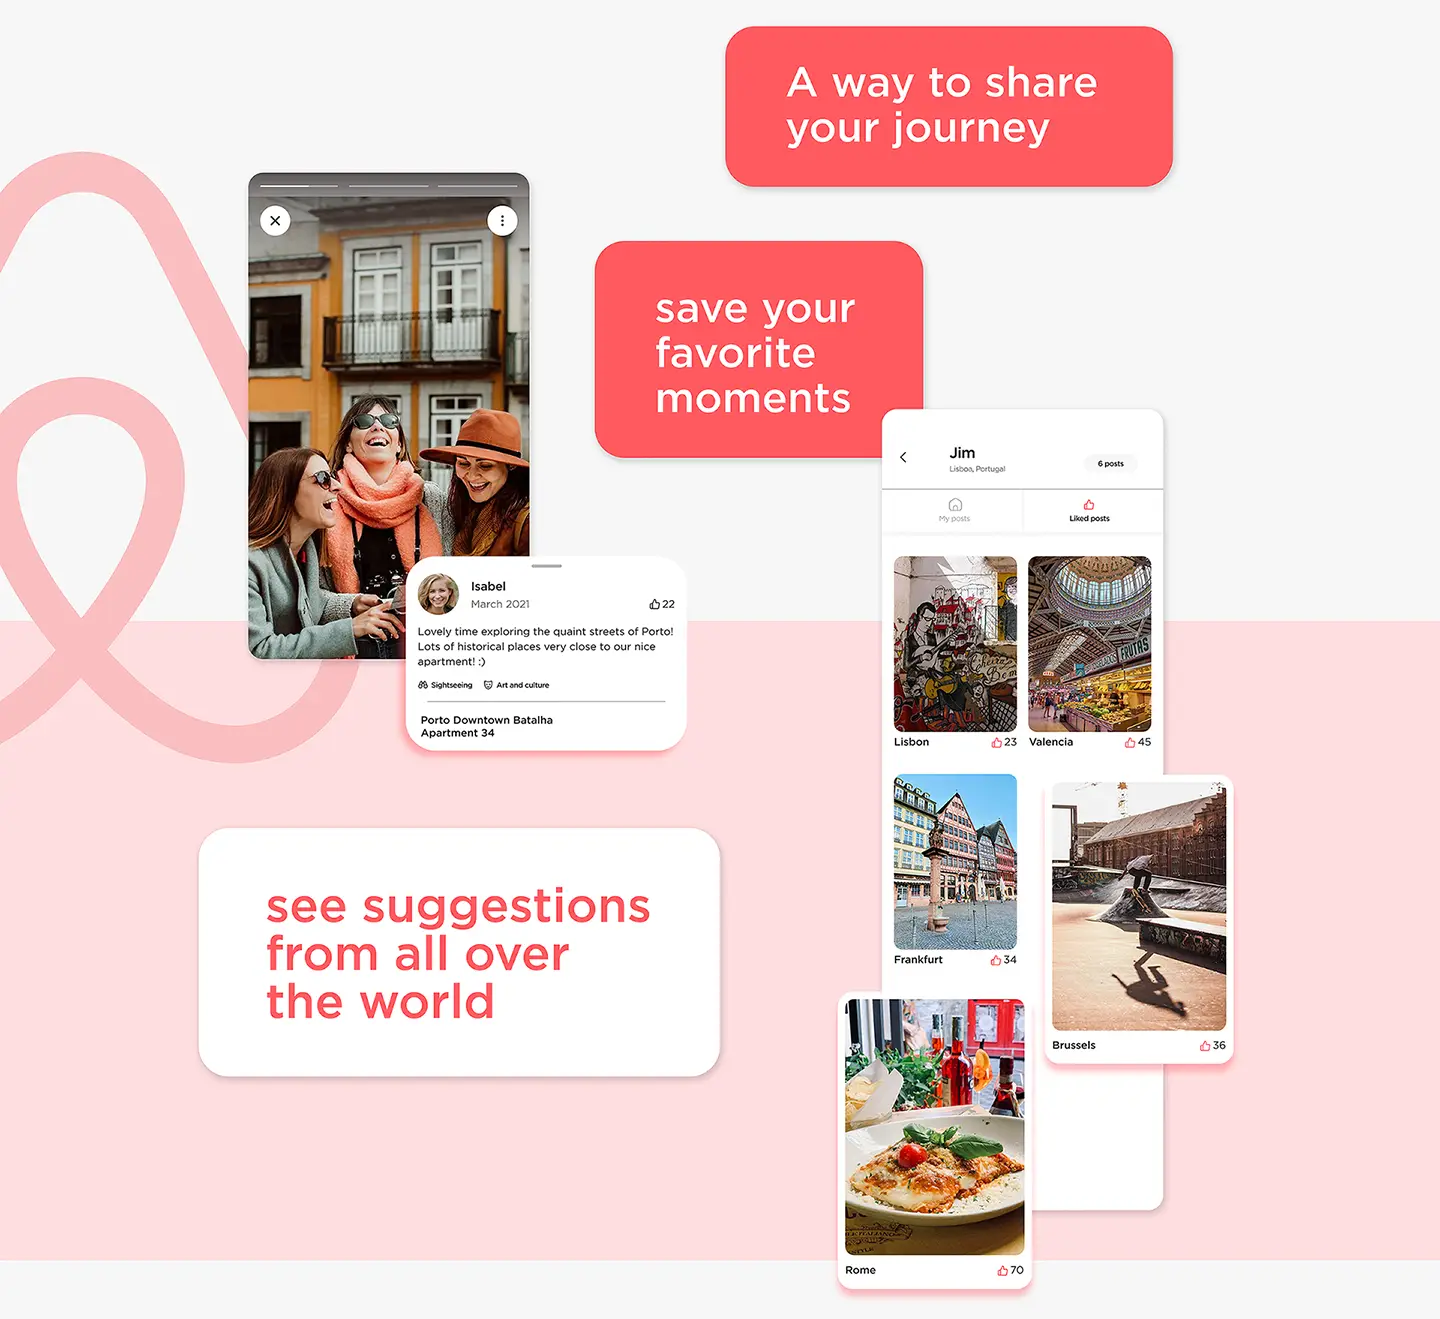 A way to share
your journey
save your
favorite
moments
Isabel
March 2021
22
Lovely time exploring the quaint streets of Porto!
Lots of historical places very close to our nice
apartment! :)
Sightseeing
Art and culture
Porto Downtown Batalha
Apartment 34
see suggestions
from all over
the world
Jim
Lisboa, Portugal
6 posts
My posts
Liked posts
FRUTAS
Lisbon
23
Valencia
45
Frankfurt
34
Brussels
36
Rome
70